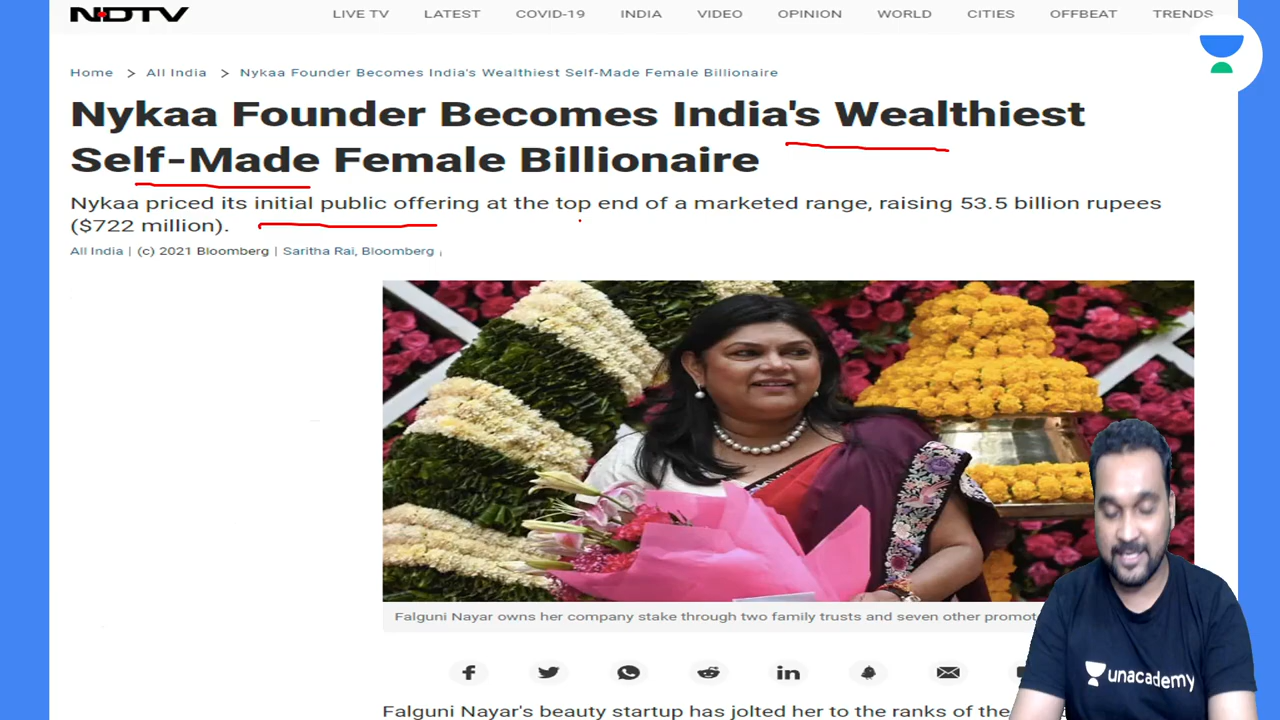 NDTV
LIVE TV LATEST COVID-19 INDIA VIDEO OPINION WORLD CITIES OFFBEAT TRENDS
Home > All India > Nykaa Founder Becomes India's Wealthiest Self-Made Female Billionaire
Nykaa Founder Becomes India's Wealthiest
Self-Made Female Billionaire
Nykaa priced its initial public offering at the top end of a marketed range, raising 53.5 billion rupees
($722 million).
All India | (c) 2021 Bloomberg | Saritha Rai, Bloomberg
Falguni Nayar owns her company stake through two family trusts and seven other promot
unacademy
Falguni Nayar's beauty startup has jolted her to the ranks of the